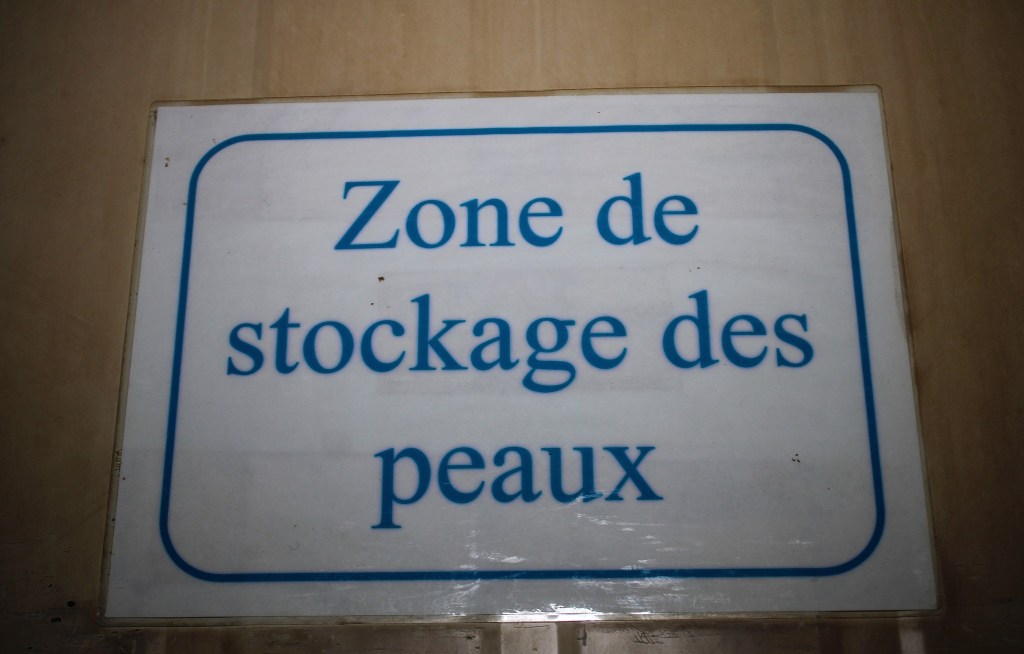 Zone de
stockage des
peaux